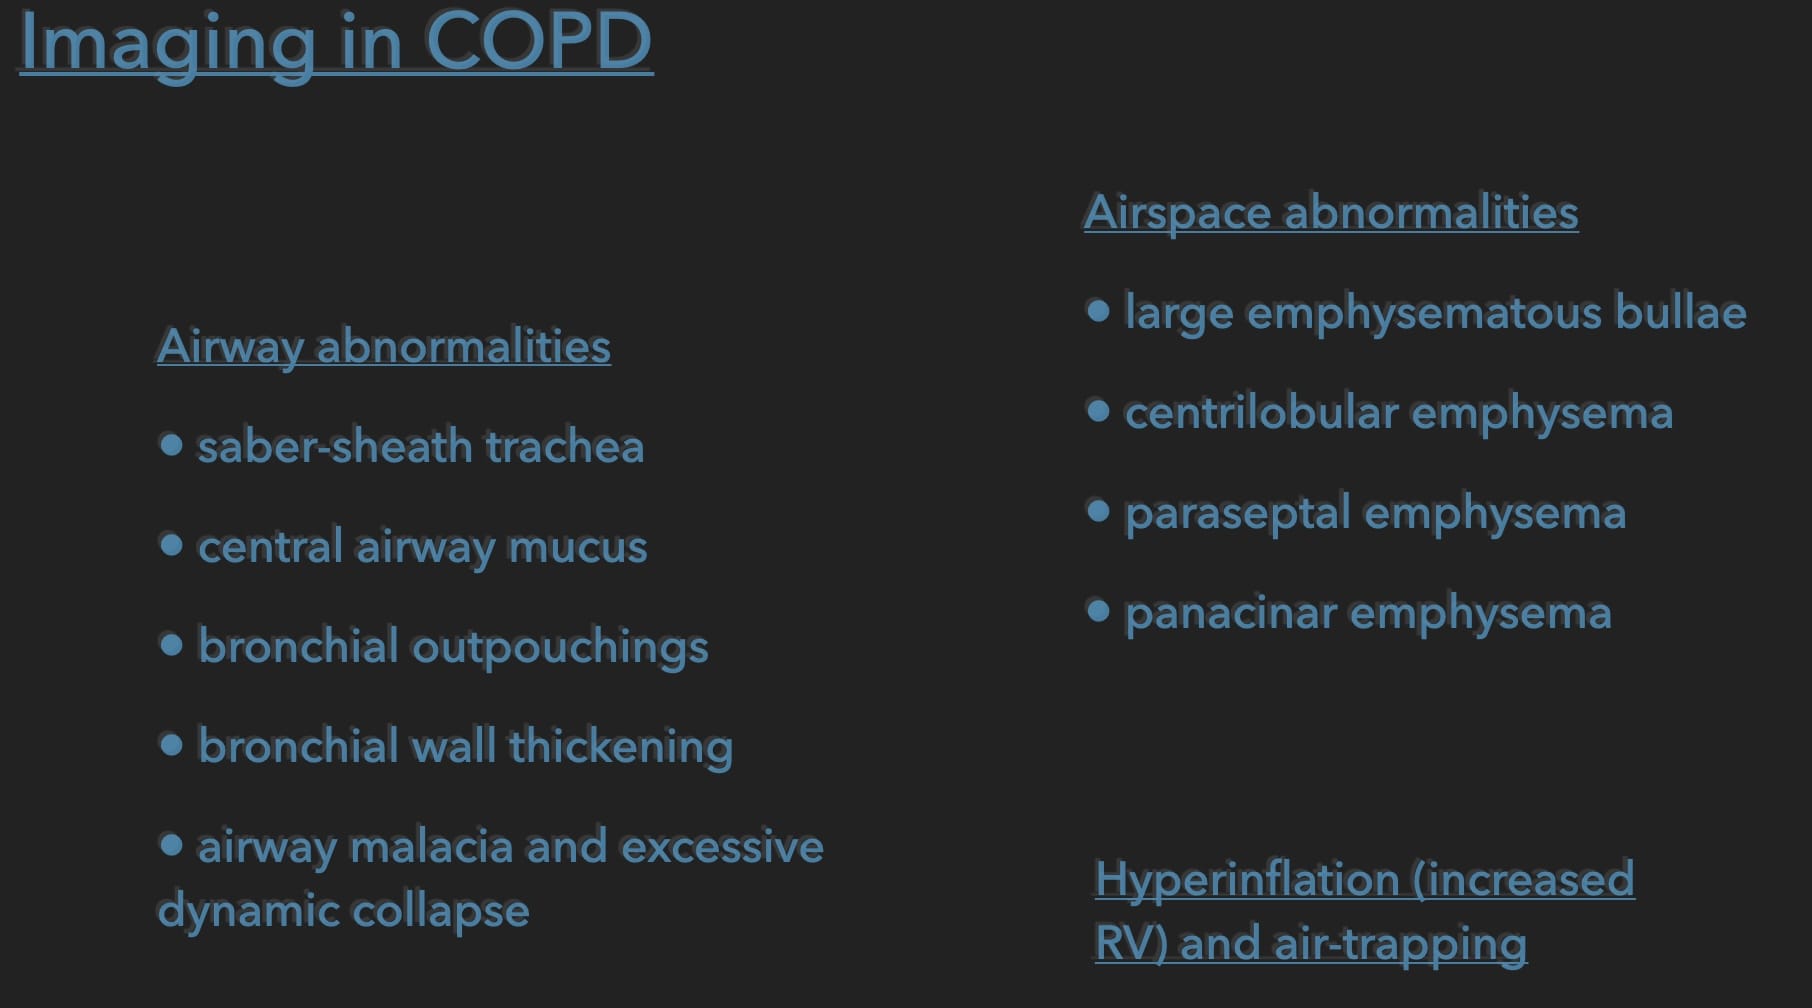 Imaging in COPD
Airway abnormalities
• saber-sheath trachea
• central airway mucus
• bronchial outpouchings
• bronchial wall thickening
• airway malacia and excessive
dynamic collapse
Airspace abnormalities
• large emphysematous bullae
• centrilobular emphysema
• paraseptal emphysema
• panacinar emphysema
Hyperinflation (increased
RV) and air-trapping